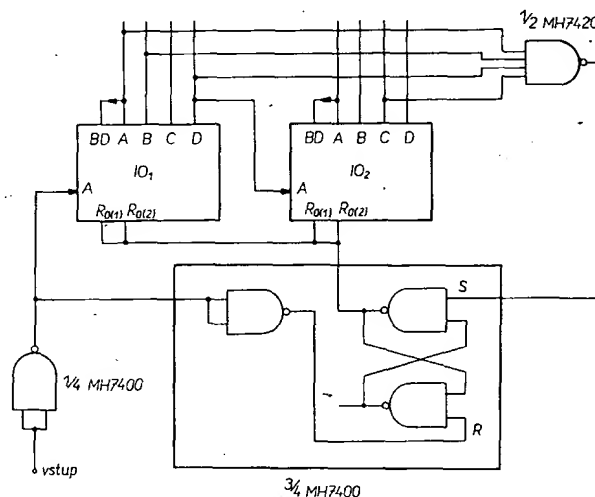 1/2 MH7420
BD A B C D
IO1
A
R0(1) R0(2)
BD A B C D
IO2
A
R0(1) R0(2)
S
R
1/4 MH7400
vstup
3/4 MH7400